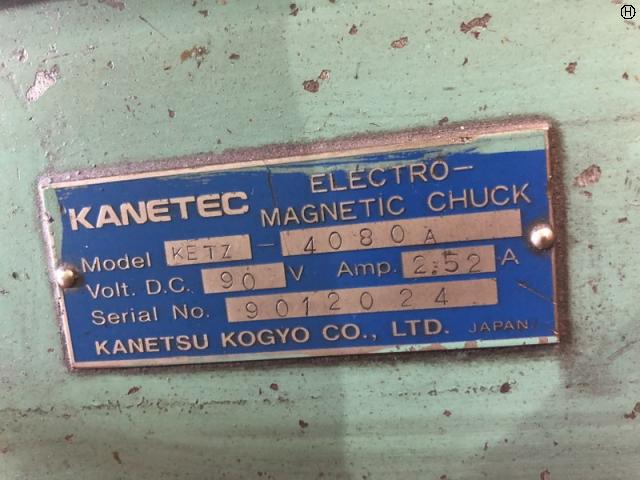 KANETEC ELECTRO-
MAGNETIC CHUCK
Model KETZ - 4080A
Volt. D.C. 90 V Amp. 2.52 A
Serial No. 9012024
KANETSU KOGYO CO., LTD. JAPAN
H